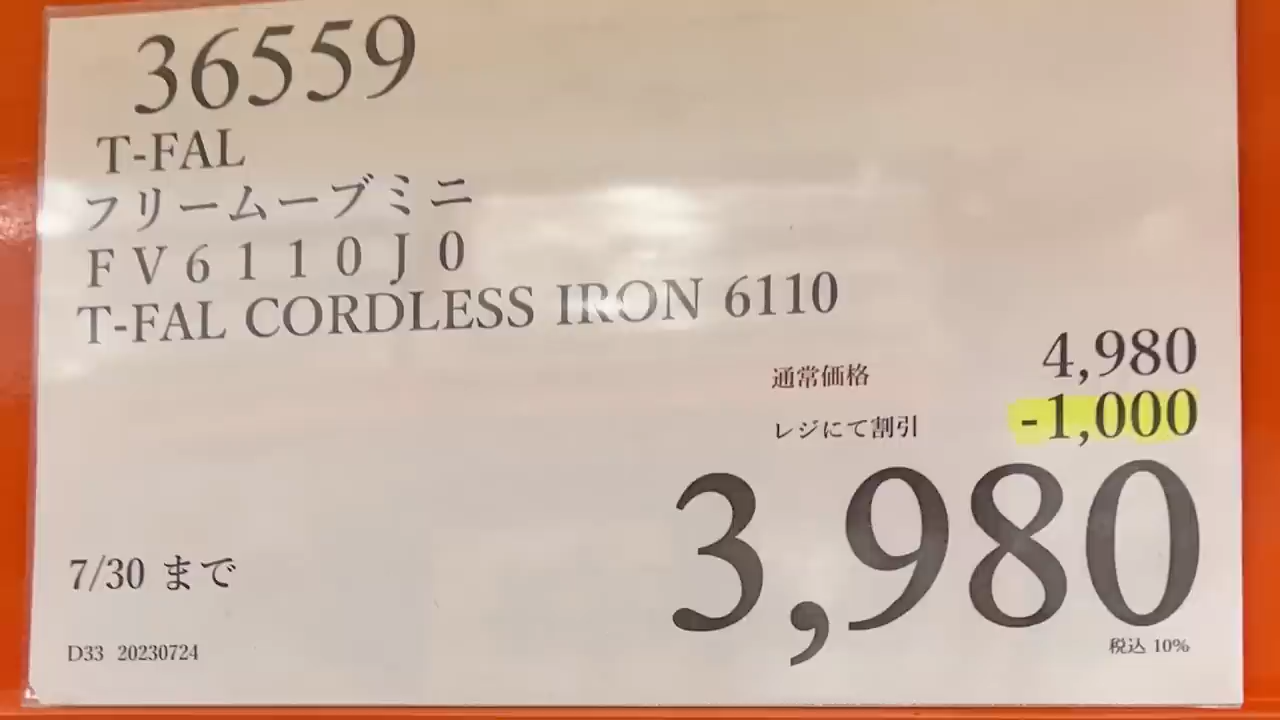 36559
T-FAL
フリームーブミニ
FV6110J0
T-FAL CORDLESS IRON 6110
通常価格 4,980
レジにて割引 -1,000
3,980
税込 10%
7/30 まで
D33 20230724